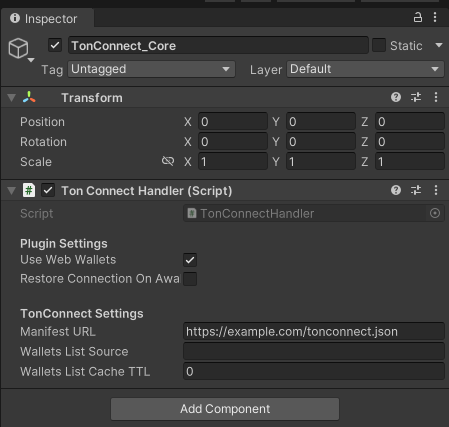 Inspector
TonConnect_Core
Static
Tag Untagged Layer Default
Transform
Position X 0 Y 0 Z 0
Rotation X 0 Y 0 Z 0
Scale X 1 Y 1 Z 1
# Ton Connect Handler (Script)
Script # TonConnectHandler
Plugin Settings
Use Web Wallets
Restore Connection On Awa
TonConnect Settings
Manifest URL https://example.com/tonconnect.json
Wallets List Source
Wallets List Cache TTL 0
Add Component